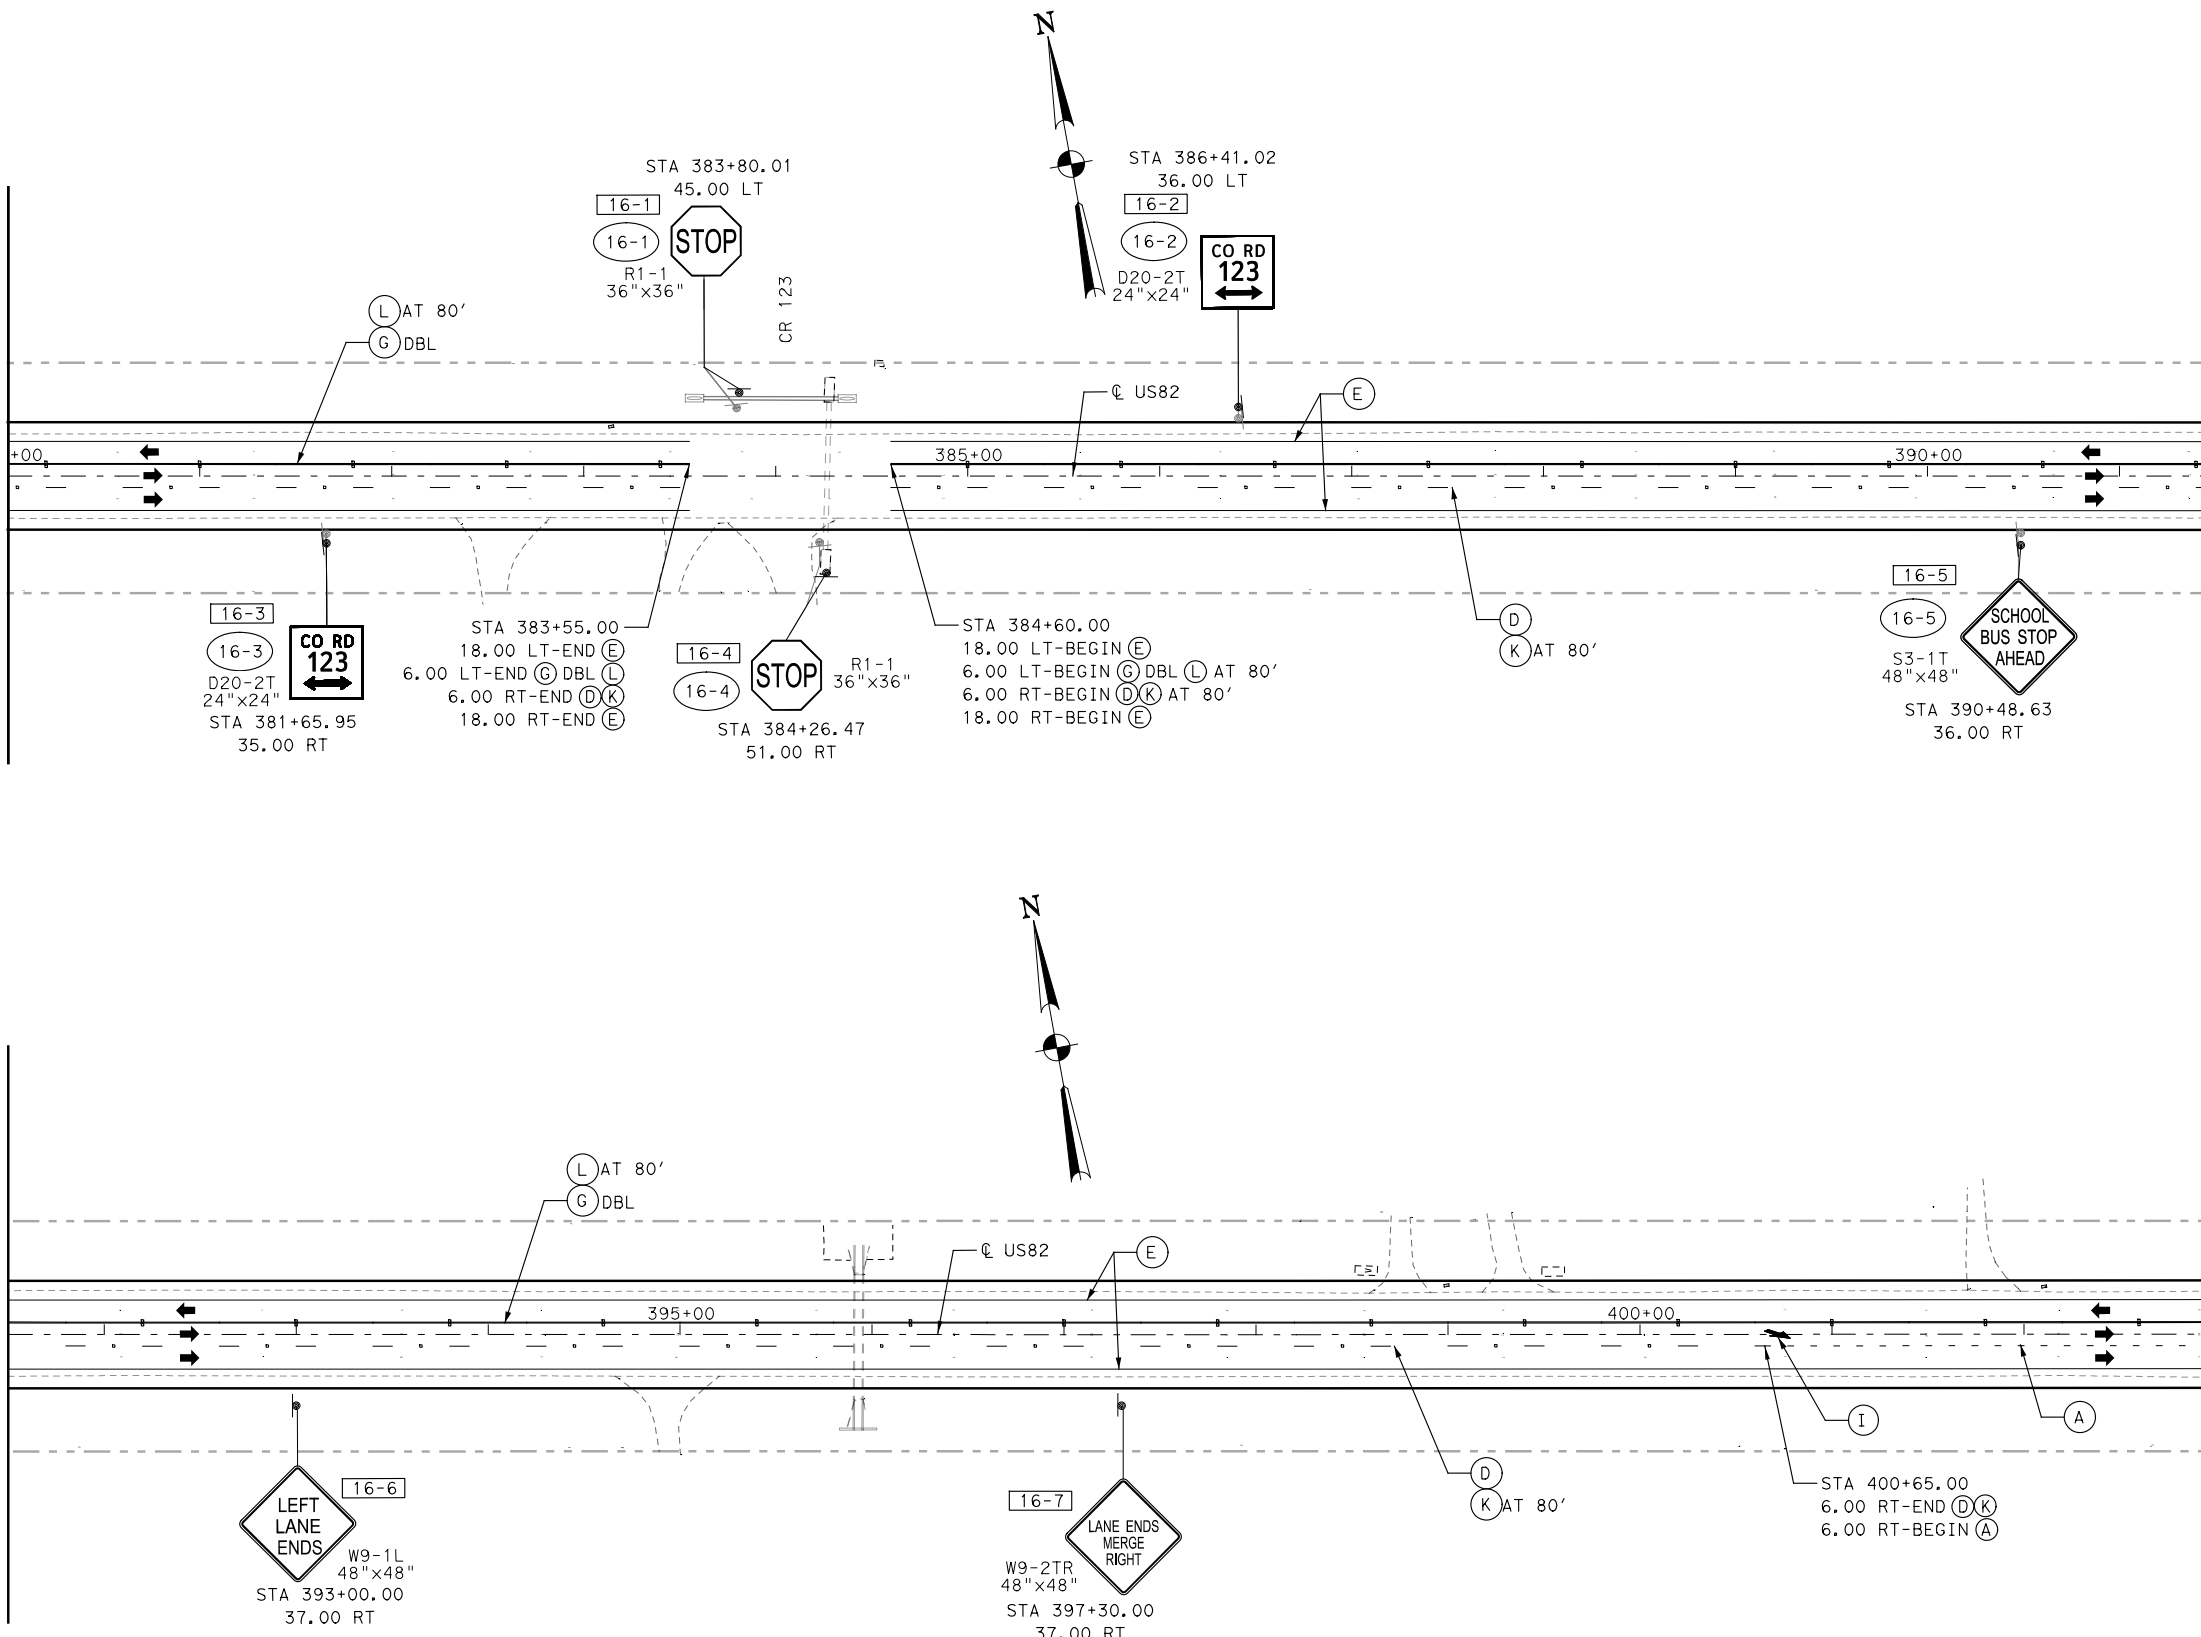 N
STA 383+80.01
45.00 LT
16-1
16-1
STOP
R1-1
36"x36"
CR 123
STA 386+41.02
36.00 LT
16-2
16-2
CO RD
123
D20-2T
24"x24"
L AT 80'
G DBL
℄ US82
E
+00
385+00
390+00
16-3
16-3
CO RD
123
D20-2T
24"x24"
STA 381+65.95
35.00 RT
STA 383+55.00
18.00 LT-END E
6.00 LT-END G DBL L
6.00 RT-END D K
18.00 RT-END E
16-4
16-4
STOP
R1-1
36"x36"
STA 384+26.47
51.00 RT
STA 384+60.00
18.00 LT-BEGIN E
6.00 LT-BEGIN G DBL L AT 80'
6.00 RT-BEGIN D K AT 80'
18.00 RT-BEGIN E
D
K AT 80'
16-5
16-5
SCHOOL
BUS STOP
AHEAD
S3-1T
48"x48"
STA 390+48.63
36.00 RT
N
L AT 80'
G DBL
℄ US82
E
395+00
400+00
16-6
LEFT
LANE
ENDS
W9-1L
48"x48"
STA 393+00.00
37.00 RT
16-7
LANE ENDS
MERGE
RIGHT
W9-2TR
48"x48"
STA 397+30.00
37.00 RT
D
K AT 80'
I
A
STA 400+65.00
6.00 RT-END D K
6.00 RT-BEGIN A